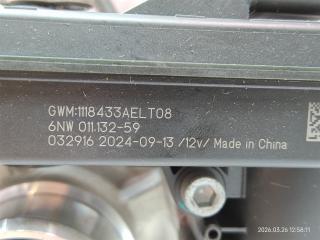 GWM:1118433AELT08
6NW 011.132-59
032916 2024-09-13 /12v/ Made in China
2026.03.26 12:58:11